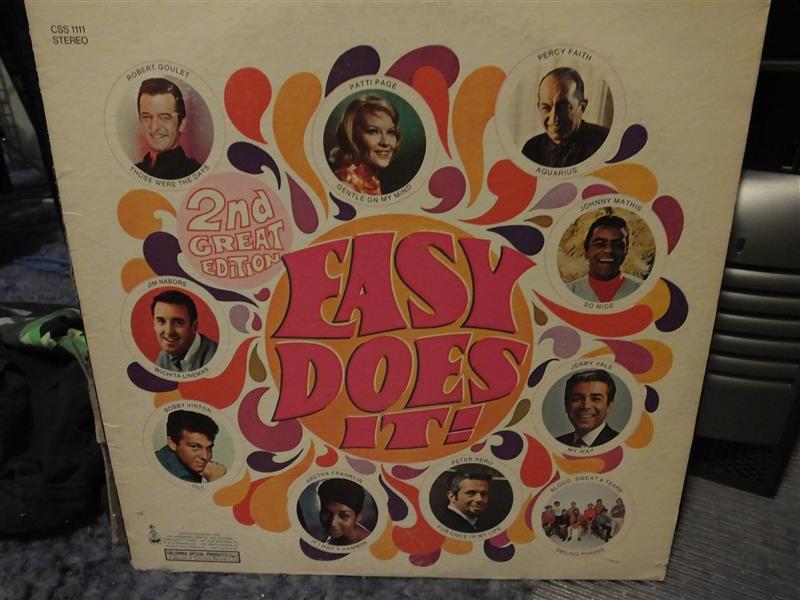 CSS 1111
STEREO
ROBERT GOULET
THOSE WERE THE DAYS
PATTI PAGE
GENTLE ON MY MIND
PERCY FAITH
AQUARIUS
2nd
GREAT
EDITION
JOHNNY MATHIS
SO NICE
EASY
DOES
IT!
JIM NABORS
WICHITA LINEMAN
JERRY VALE
MY WAY
BOBBY VINTON
TILL
ARETHA FRANKLIN
IF I HAD A HAMMER
PETER NERO
FOR ONCE IN MY LIFE
BLOOD, SWEAT & TEARS
SMILING PHASES
COLUMBIA SPECIAL PRODUCTS